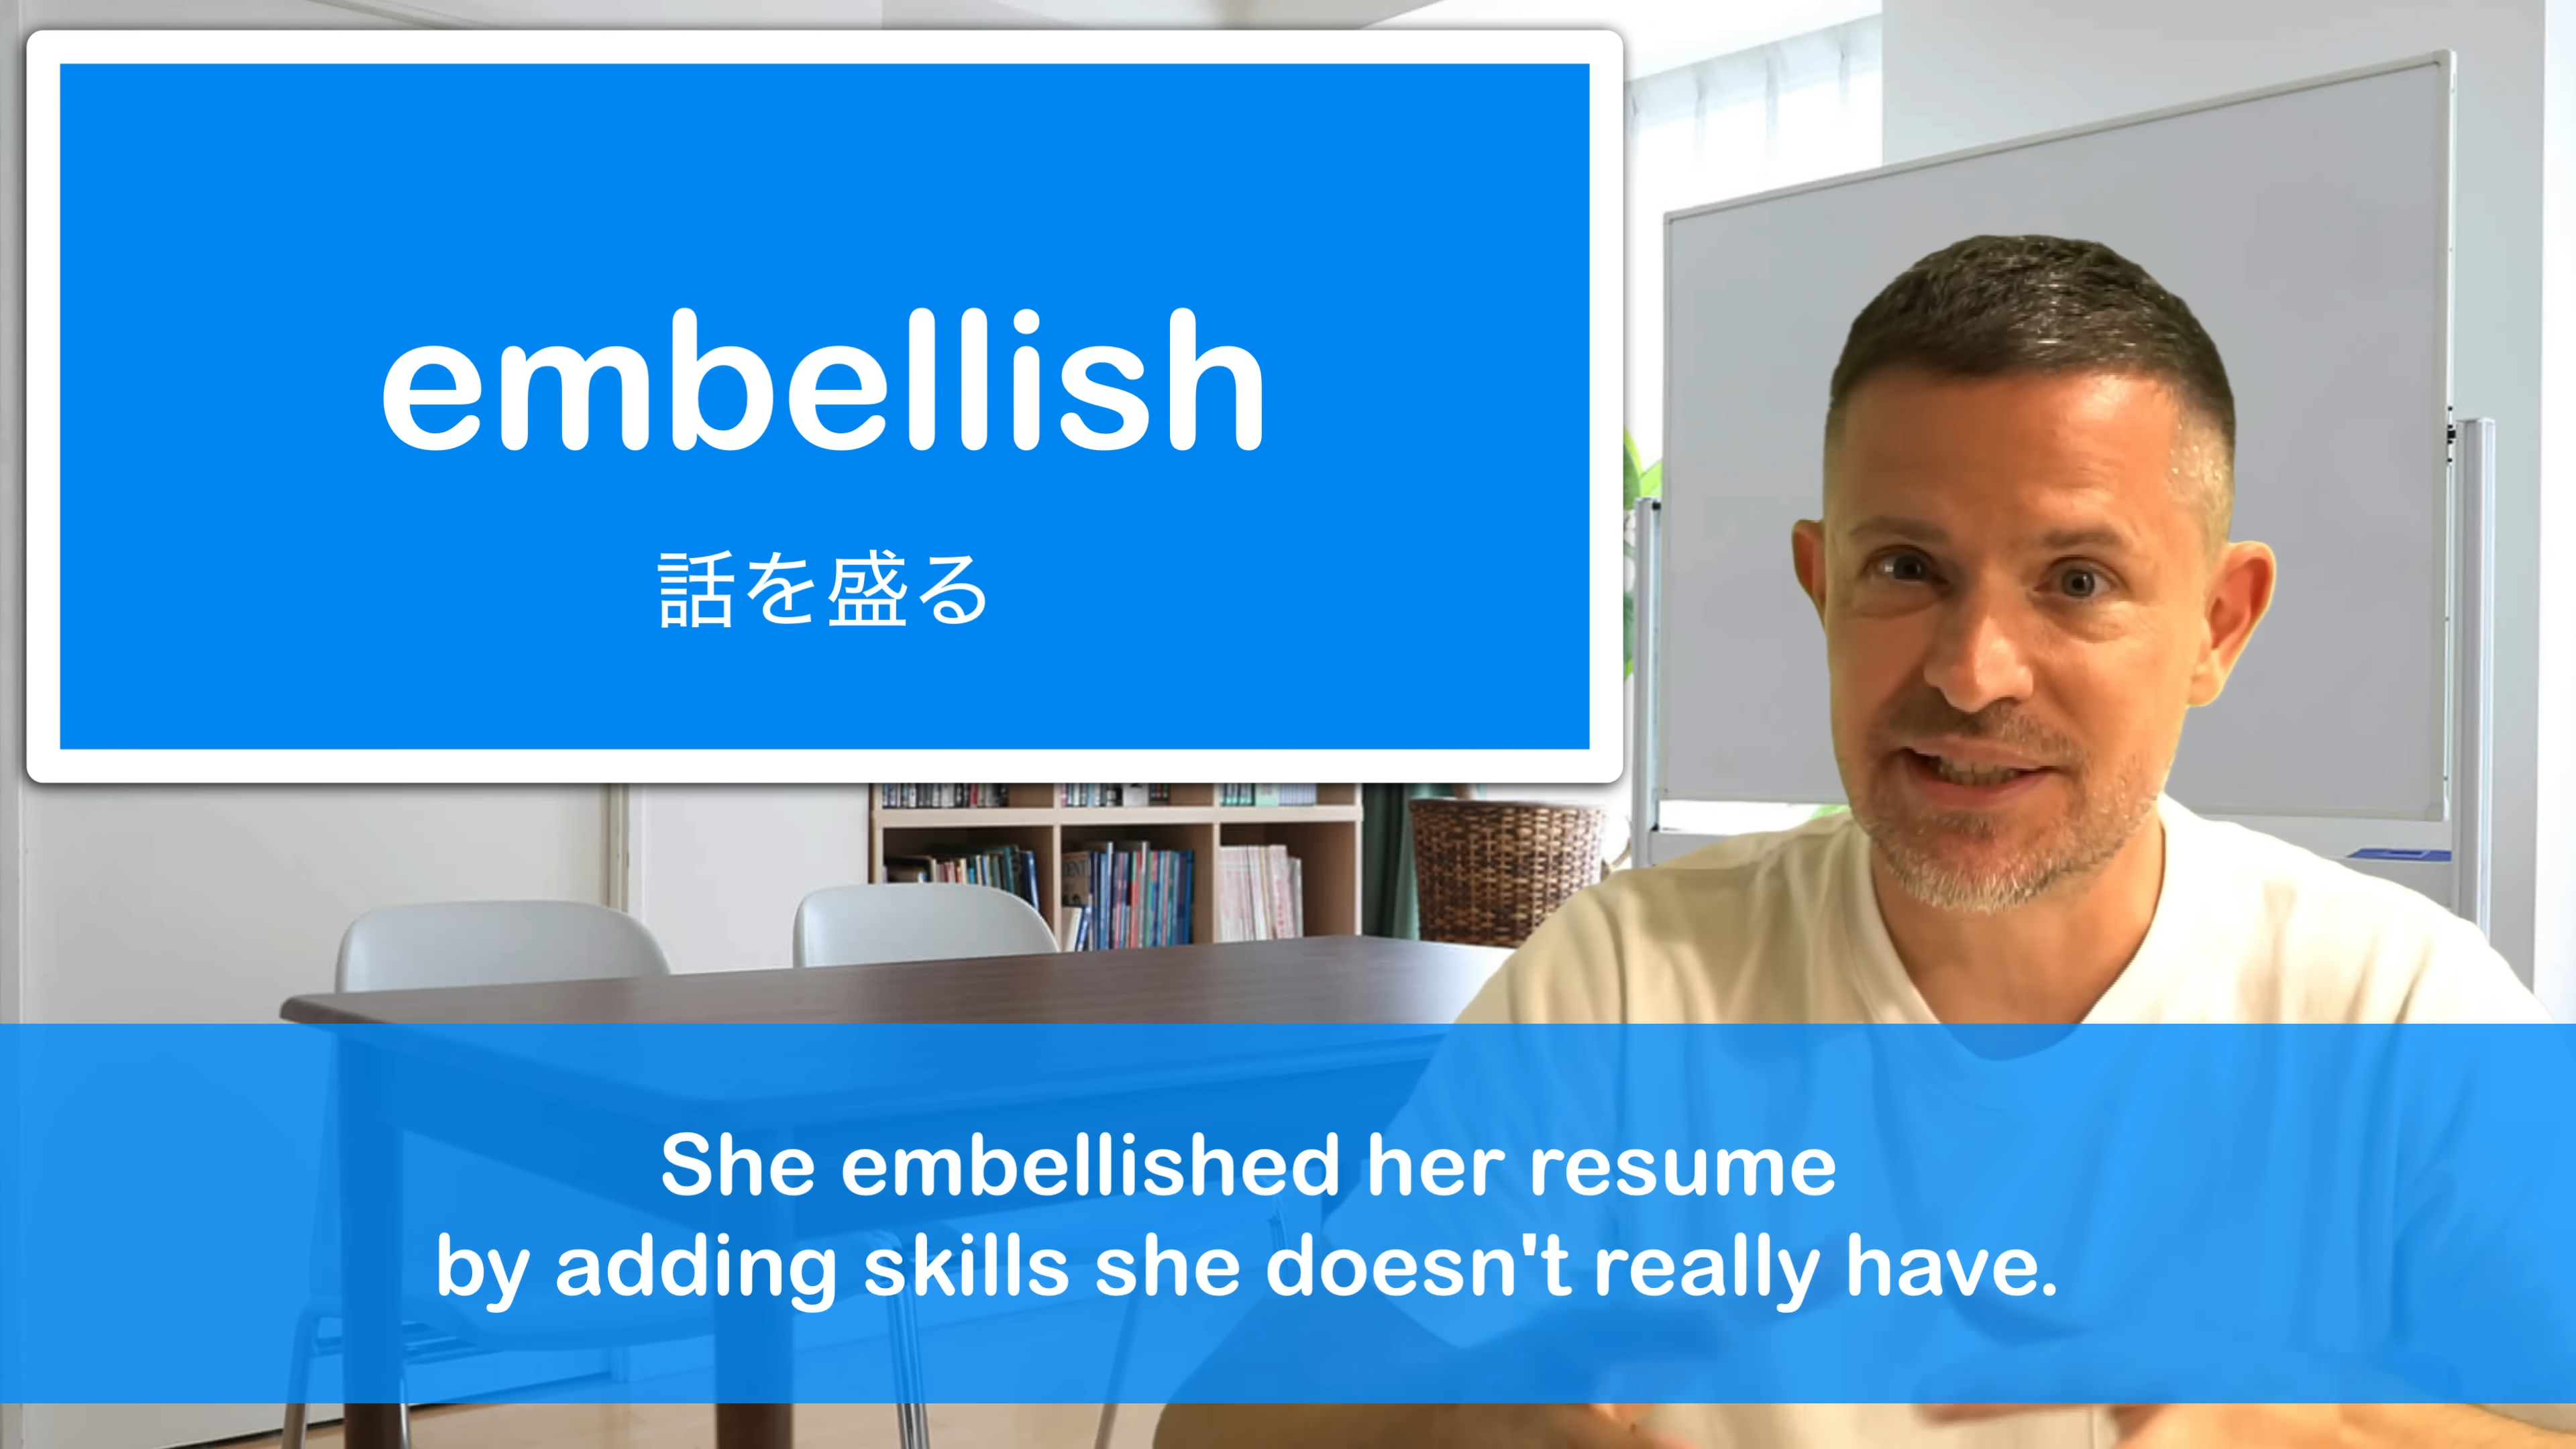 embellish
話を盛る
She embellished her resume
by adding skills she doesn't really have.